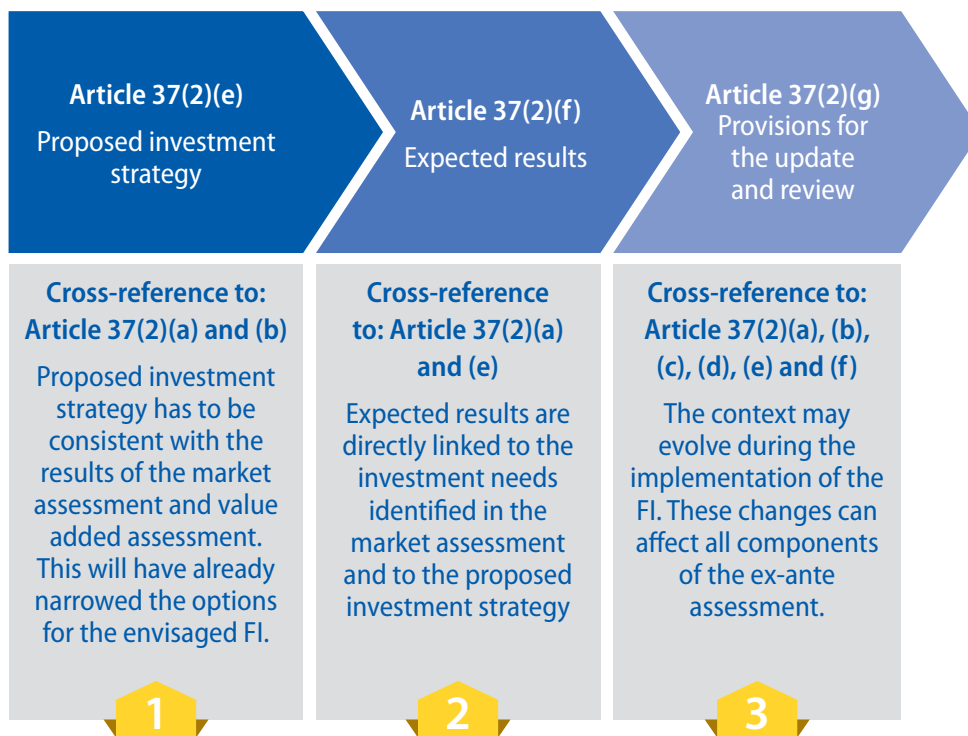 Article 37(2)(e)
Proposed investment
strategy
Article 37(2)(f)
Expected results
Article 37(2)(g)
Provisions for
the update
and review
Cross-reference to:
Article 37(2)(a) and (b)
Proposed investment
strategy has to be
consistent with the
results of the market
assessment and value
added assessment.
This will have already
narrowed the options
for the envisaged FI.
1
Cross-reference
to: Article 37(2)(a)
and (e)
Expected results are
directly linked to the
investment needs
identified in the
market assessment
and to the proposed
investment strategy
2
Cross-reference to:
Article 37(2)(a), (b),
(c), (d), (e) and (f)
The context may
evolve during the
implementation of the
FI. These changes can
affect all components
of the ex-ante
assessment.
3